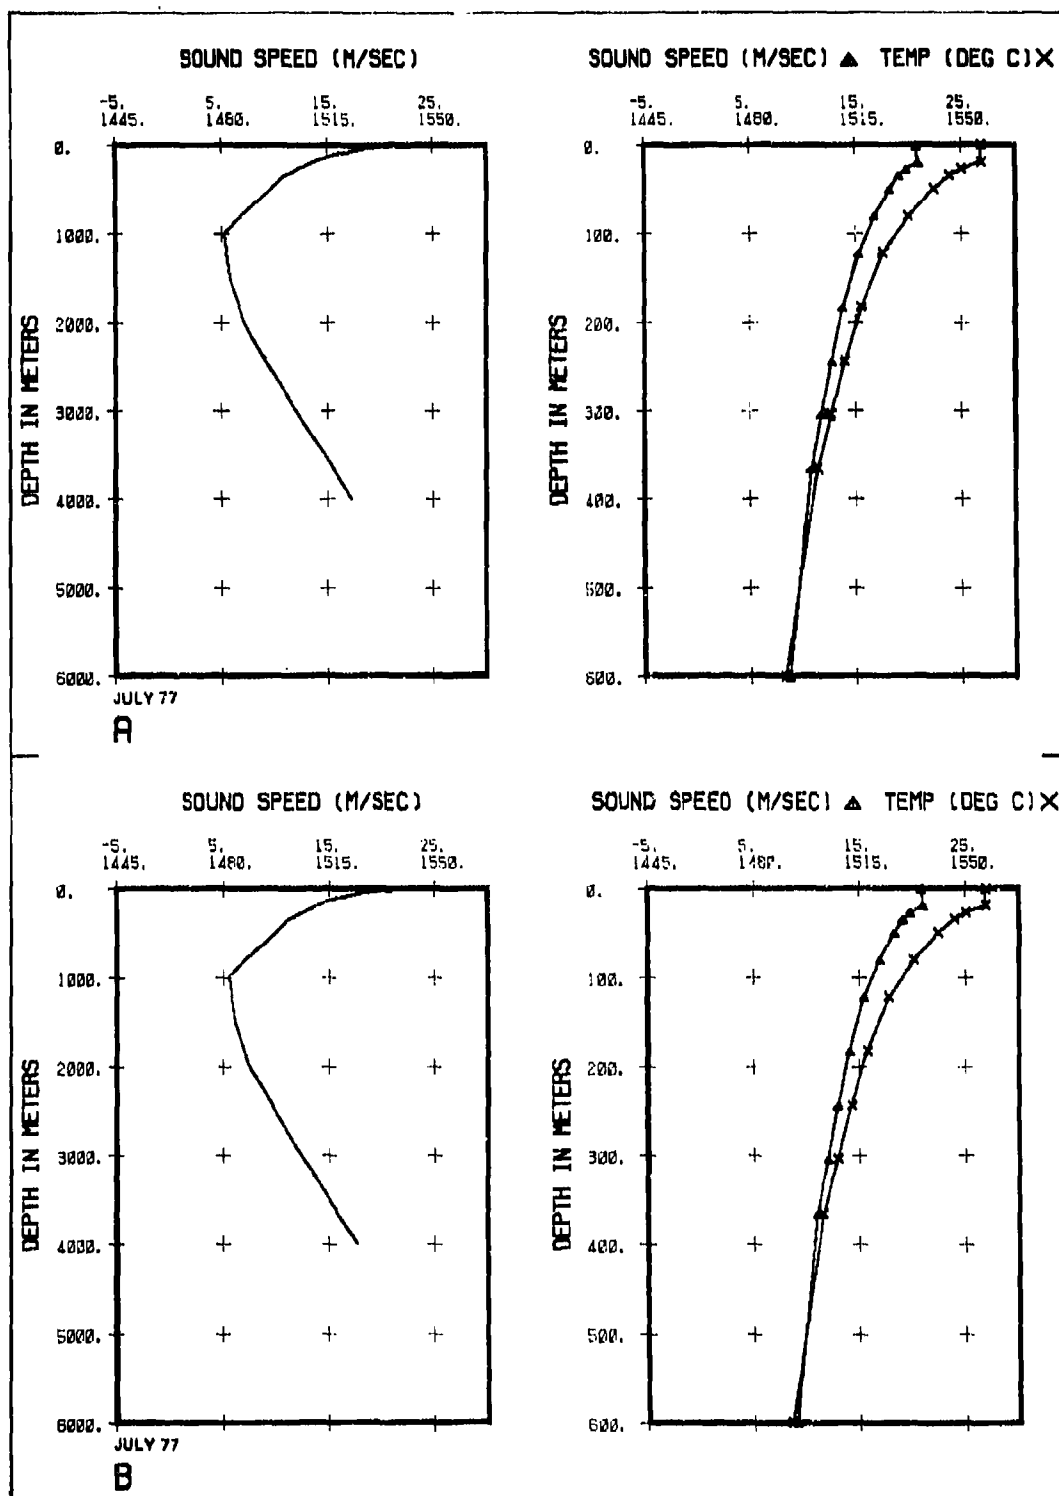 SOUND SPEED (M/SEC)
-5. 5. 15. 25.
1445. 1480. 1515. 1550.
0.
1000.
2000.
3000.
4000.
5000.
6000.
DEPTH IN METERS
JULY 77
A
SOUND SPEED (M/SEC) ▲ TEMP (DEG C) X
-5. 5. 15. 25.
1445. 1480. 1515. 1550.
0.
100.
200.
300.
400.
500.
600.
DEPTH IN METERS
SOUND SPEED (M/SEC)
-5. 5. 15. 25.
1445. 1480. 1515. 1550.
0.
1000.
2000.
3000.
4000.
5000.
6000.
DEPTH IN METERS
JULY 77
B
SOUND SPEED (M/SEC) ▲ TEMP (DEG C) X
-5. 5. 15. 25.
1445. 1480. 1515. 1550.
0.
100.
200.
300.
400.
500.
600.
DEPTH IN METERS